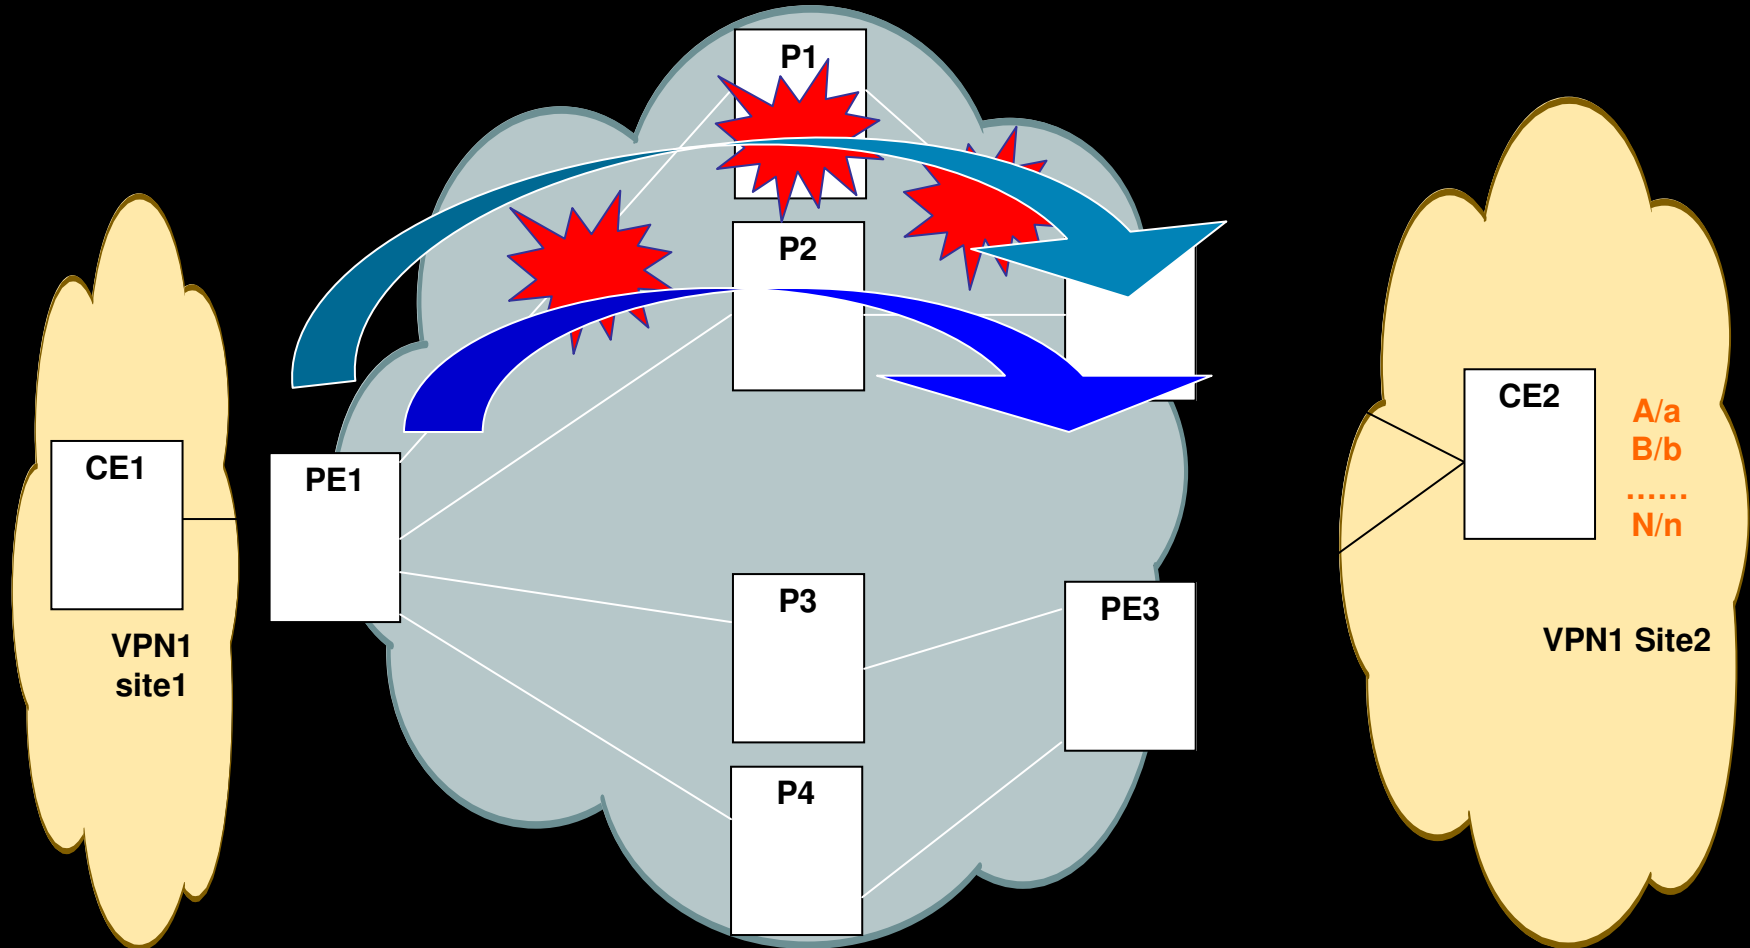 P1
P2
CE1
PE1
CE2
A/a
B/b
......
N/n
P3
PE3
VPN1
site1
VPN1 Site2
P4